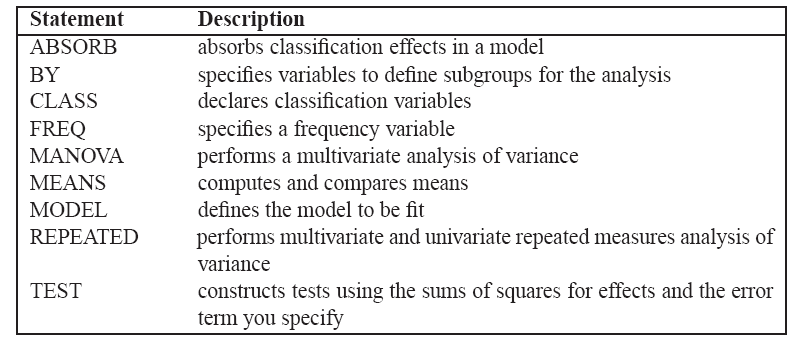 Statement Description
ABSORB absorbs classification effects in a model
BY specifies variables to define subgroups for the analysis
CLASS declares classification variables
FREQ specifies a frequency variable
MANOVA performs a multivariate analysis of variance
MEANS computes and compares means
MODEL defines the model to be fit
REPEATED performs multivariate and univariate repeated measures analysis of
variance
TEST constructs tests using the sums of squares for effects and the error
term you specify